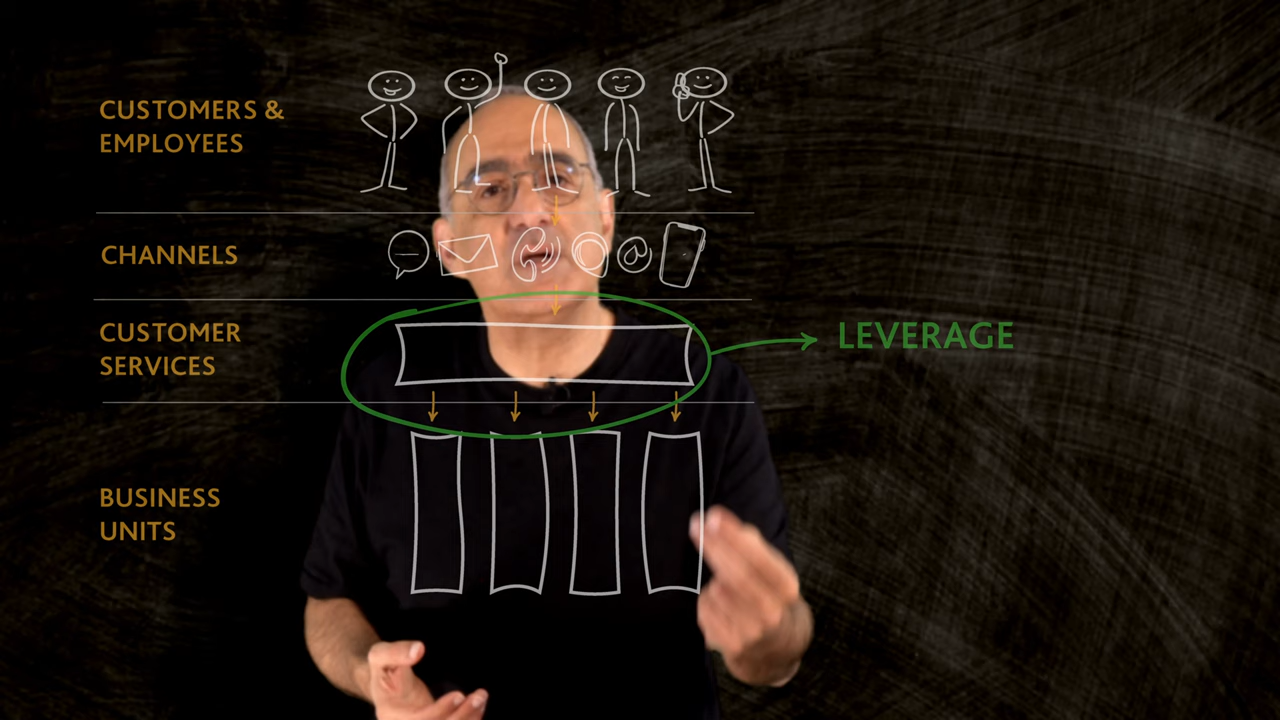 CUSTOMERS &
EMPLOYEES
CHANNELS
CUSTOMER
SERVICES
LEVERAGE
BUSINESS
UNITS